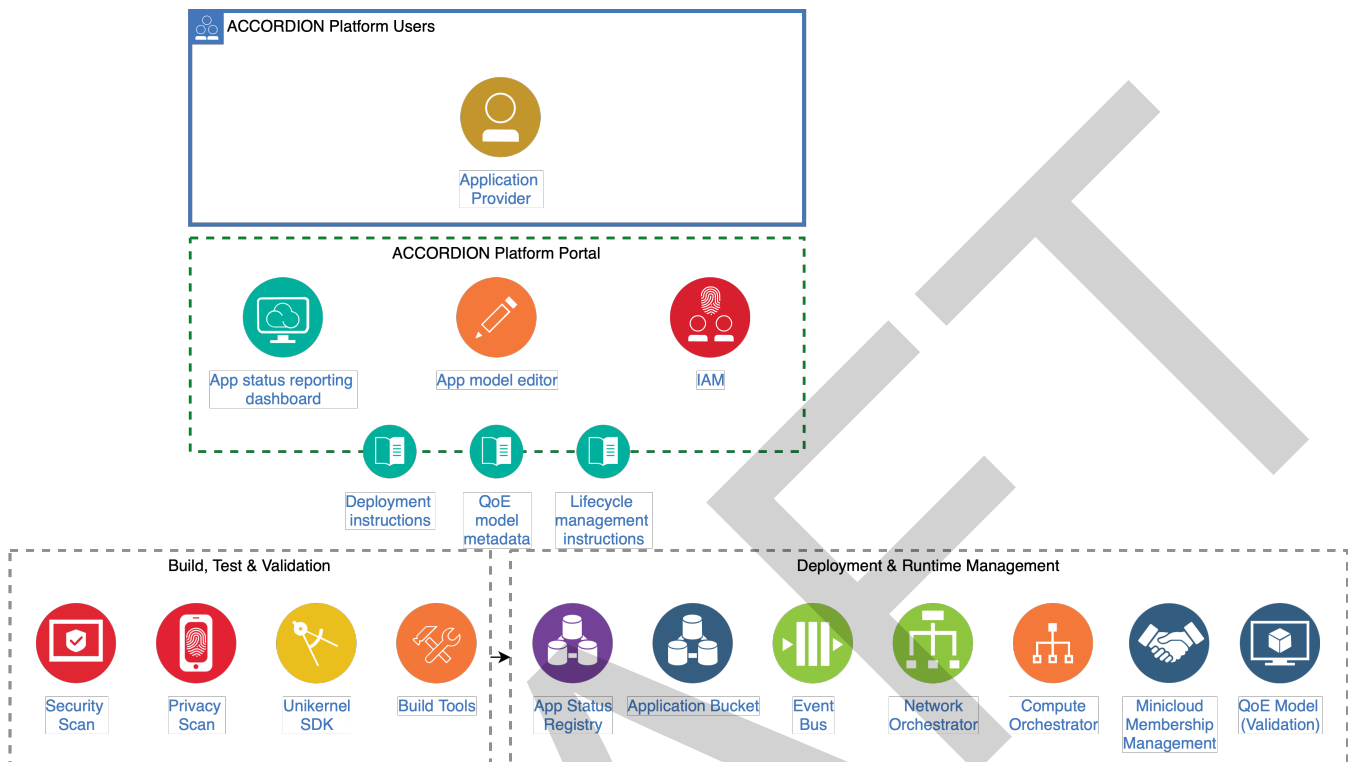 ACCORDION Platform Users
Application
Provider
ACCORDION Platform Portal
App status reporting
dashboard
App model editor
IAM
Deployment
instructions
QoE
model
metadata
Lifecycle
management
instructions
Build, Test & Validation
Security
Scan
Privacy
Scan
Unikernel
SDK
Build Tools
Deployment & Runtime Management
App Status
Registry
Application Bucket
Event
Bus
Network
Orchestrator
Compute
Orchestrator
Minicloud
Membership
Management
QoE Model
(Validation)